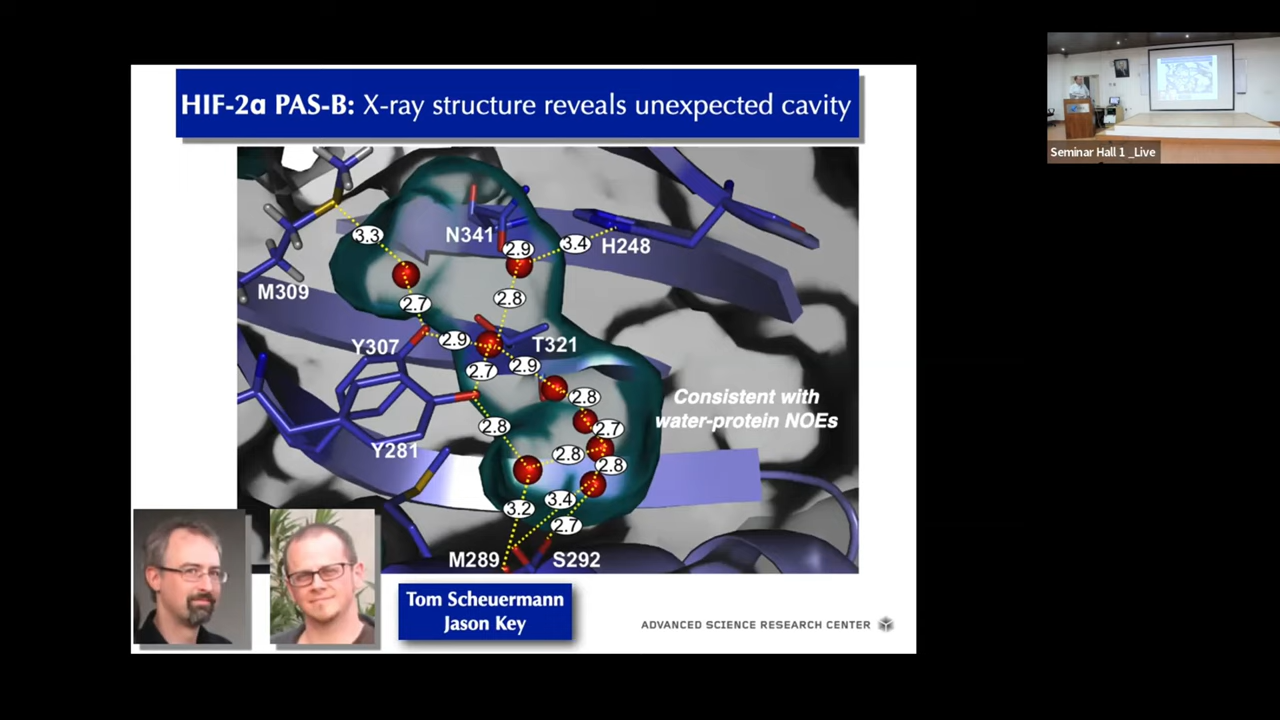 HIF-2α PAS-B: X-ray structure reveals unexpected cavity
Seminar Hall 1 _Live
3.3
N341
2.9
3.4
H248
M309
2.7
2.8
Y307
2.9
T321
2.7
2.9
2.8
Consistent with
water-protein NOEs
2.8
2.7
Y281
2.8
2.8
3.2
3.4
2.7
M289
S292
Tom Scheuermann
Jason Key
ADVANCED SCIENCE RESEARCH CENTER